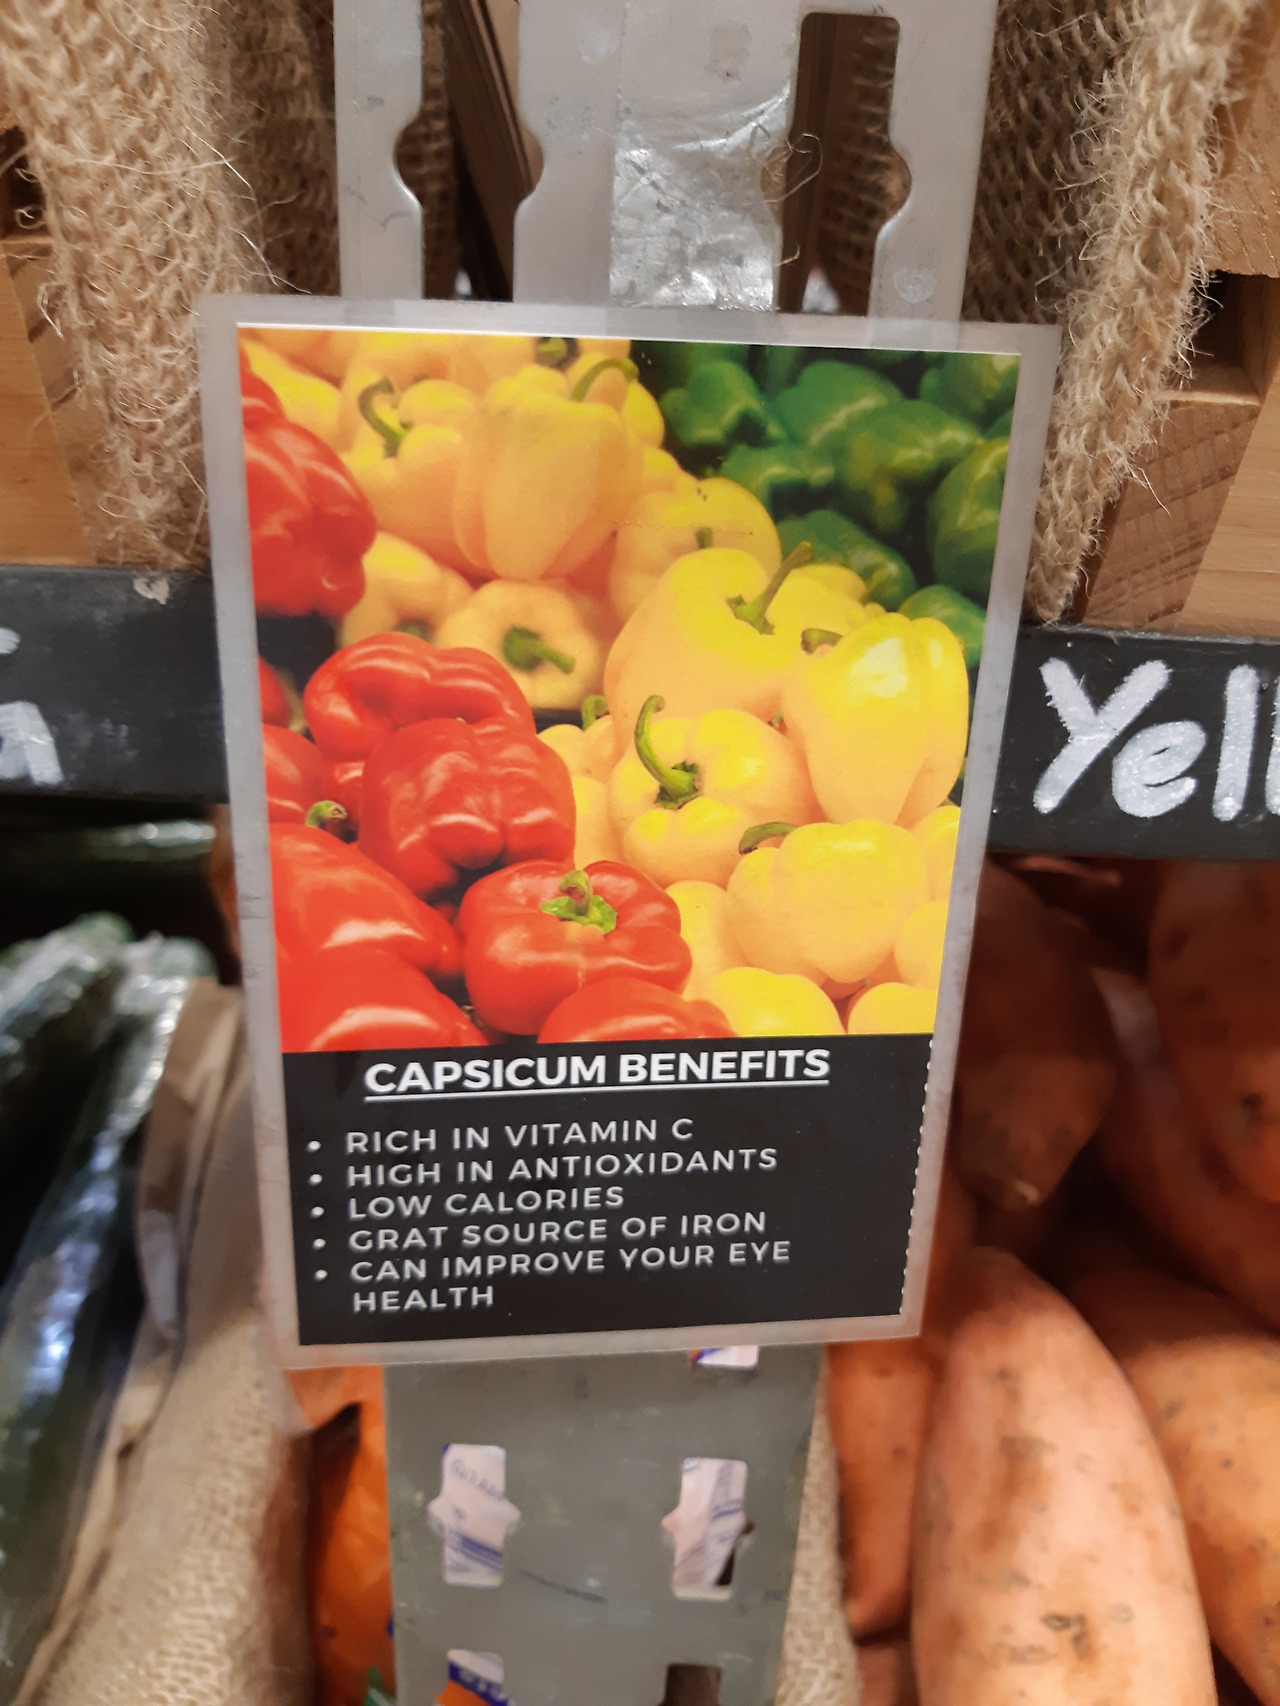 Yell
CAPSICUM BENEFITS
• RICH IN VITAMIN C
• HIGH IN ANTIOXIDANTS
• LOW CALORIES
• GRAT SOURCE OF IRON
• CAN IMPROVE YOUR EYE
HEALTH